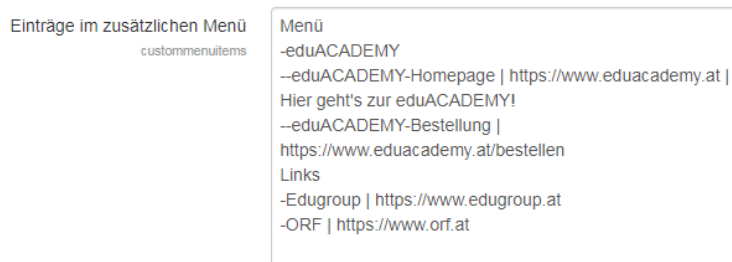 Einträge im zusätzlichen Menü
custommenuitems
Menü
-eduACADEMY
--eduACADEMY-Homepage | https://www.eduacademy.at |
Hier geht's zur eduACADEMY!
--eduACADEMY-Bestellung |
https://www.eduacademy.at/bestellen
Links
-Edugroup | https://www.edugroup.at
-ORF | https://www.orf.at